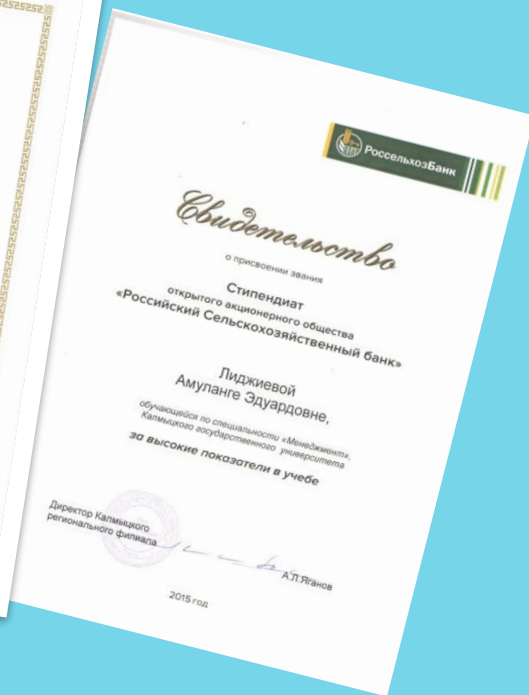 РоссельхозБанк
Свидетельство
о присвоении звания
Стипендиат
открытого акционерного общества
«Российский Сельскохозяйственный банк»
Лиджиевой
Амуланге Эдуардовне,
обучающейся по специальности «Менеджмент»,
Калмыцкого государственного университета
за высокие показатели в учебе
Директор Калмыцкого
регионального филиала
А.Л.Яганов
2015 год